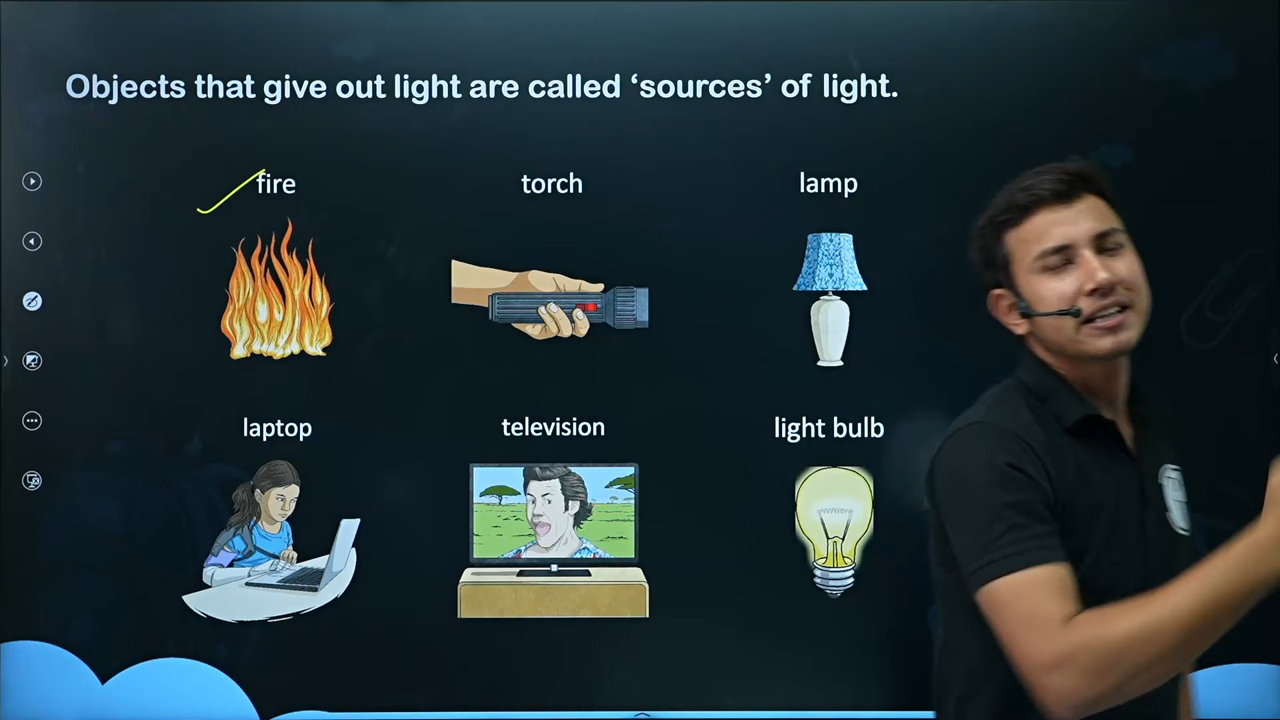 Objects that give out light are called ‘sources’ of light.
fire
torch
lamp
laptop
television
light bulb